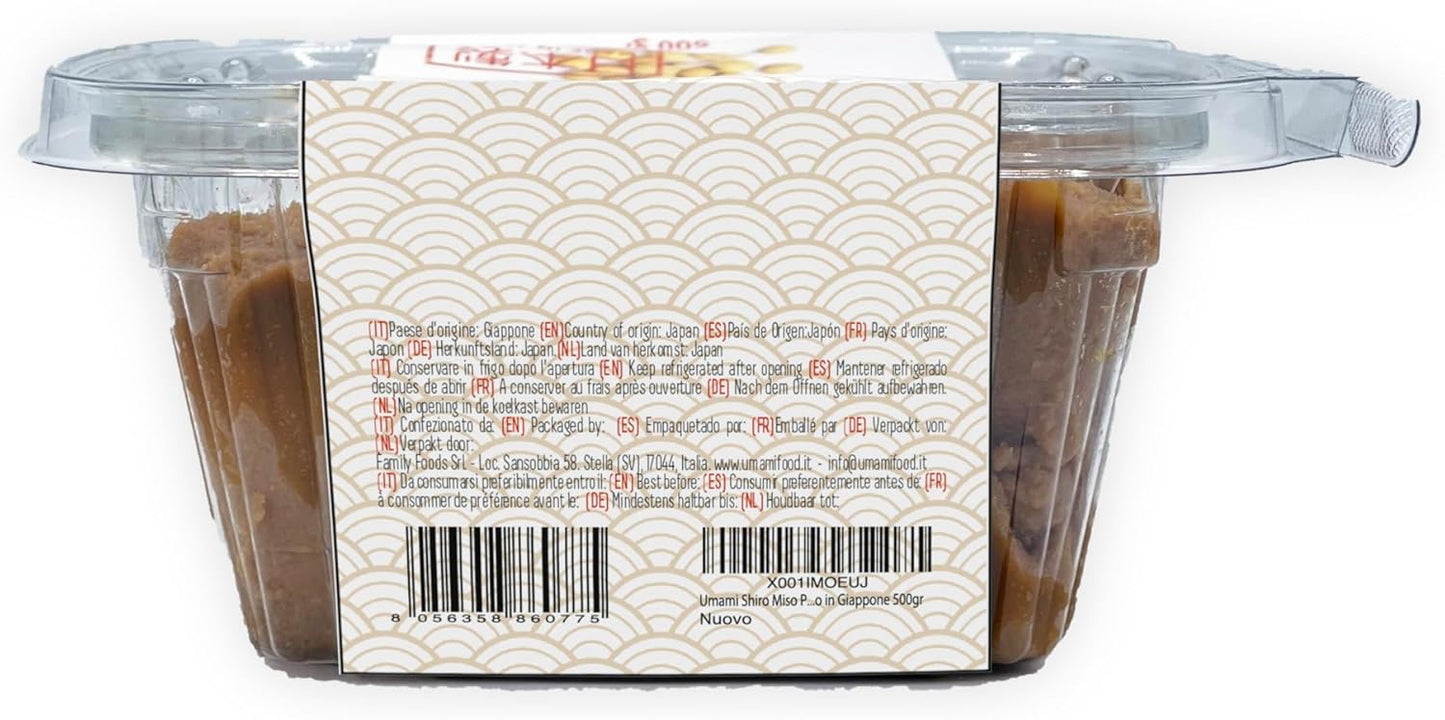 500 g
(IT)Paese d'origine: Giappone (EN)Country of origin: Japan (ES)País de Origen:Japón (FR) Pays d'origine:
Japon (DE) Herkunftsland: Japan (NL)Land van herkomst: Japan
(IT) Conservare in frigo dopo l'apertura (EN) Keep refrigerated after opening (ES) Mantener refrigerado
después de abrir (FR) A conserver au frais après ouverture (DE) Nach dem Öffnen gekühlt aufbewahren.
(NL)Na opening in de koelkast bewaren
(IT) Confezionato da: (EN) Packaged by: (ES) Empaquetado por: (FR)Emballé par (DE) Verpackt von:
(NL)Verpakt door:
Family Foods Srl - Loc. Sansobbia 58. Stella (SV), 17044, Italia. www.umamifood.it - info@umamifood.it
(IT) Da consumarsi preferibilmente entro il: (EN) Best before: (ES) Consumir preferentemente antes de: (FR)
à consommer de préférence avant le: (DE) Mindestens haltbar bis: (NL) Houdbaar tot:
8 056358 860775
X001IMOEUJ
Umami Shiro Miso P...o in Giappone 500gr
Nuovo